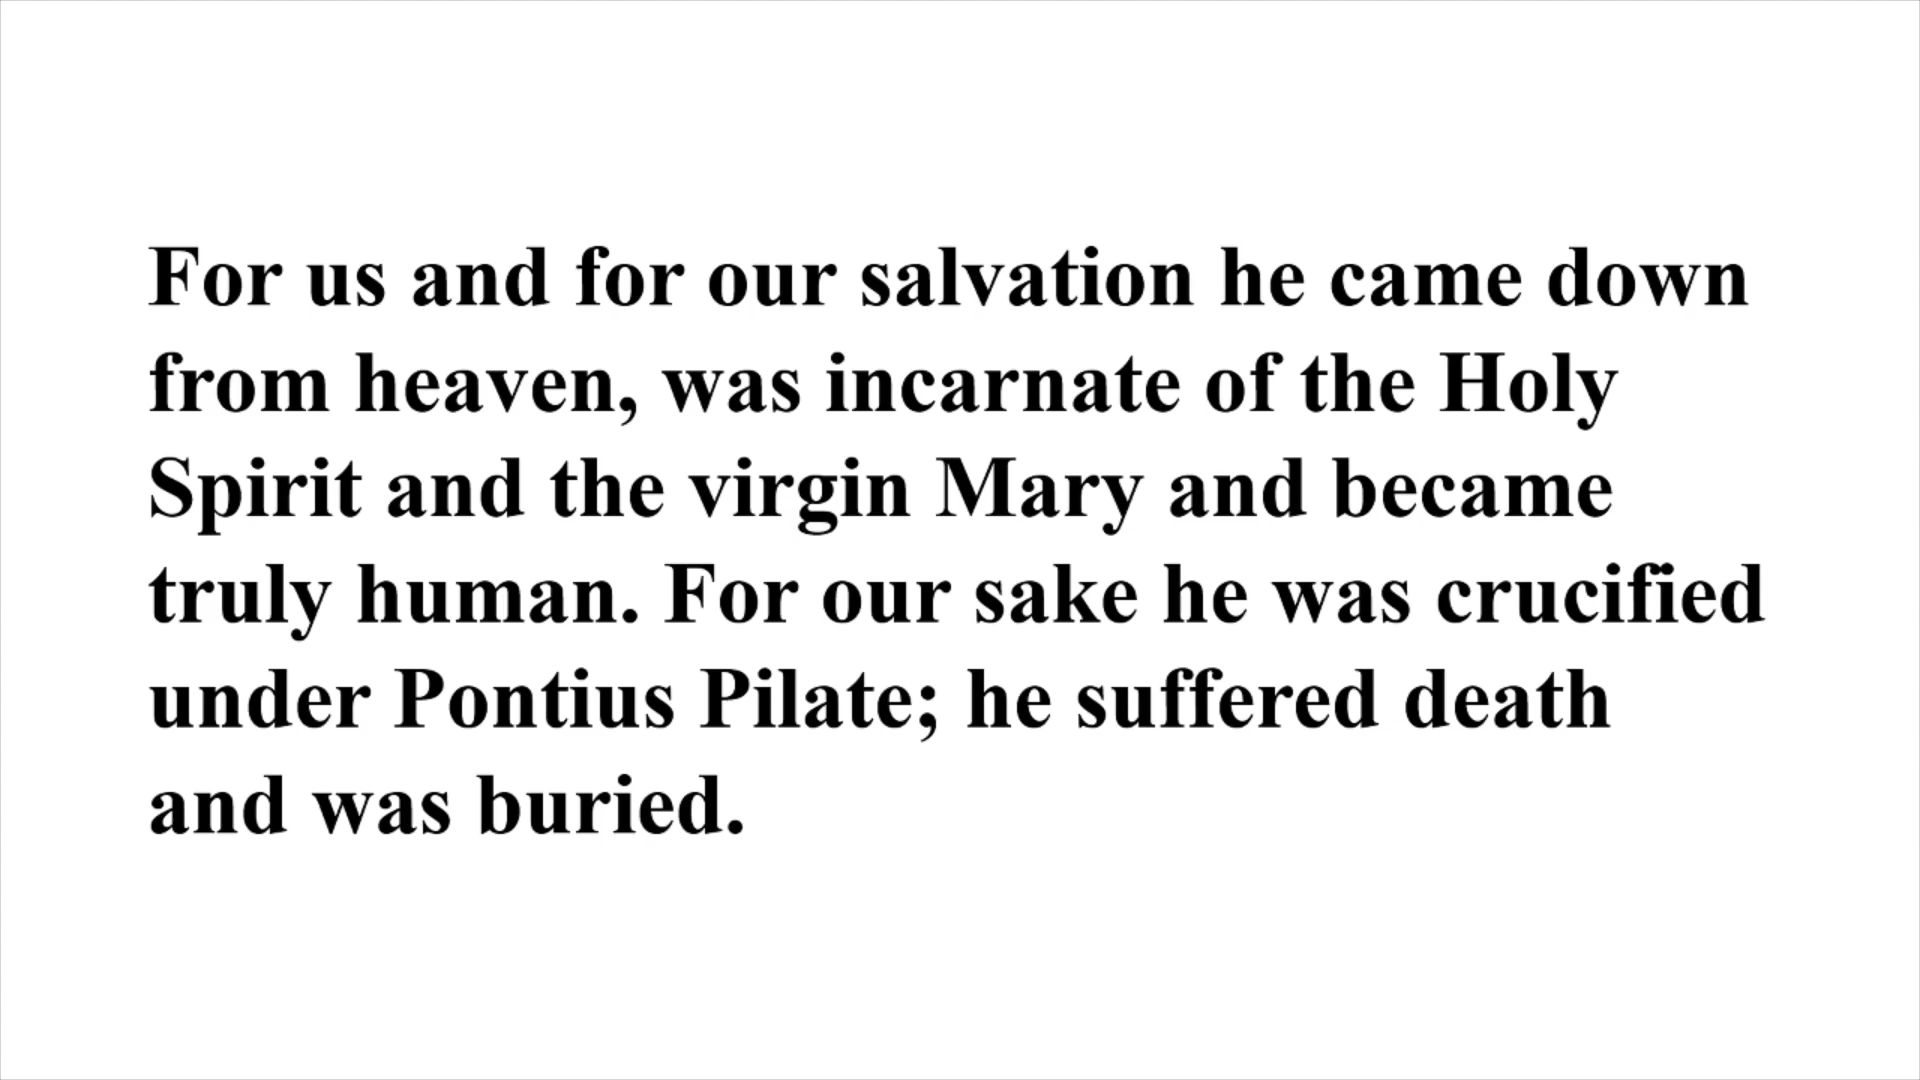 For us and for our salvation he came down
from heaven, was incarnate of the Holy
Spirit and the virgin Mary and became
truly human. For our sake he was crucified
under Pontius Pilate; he suffered death
and was buried.